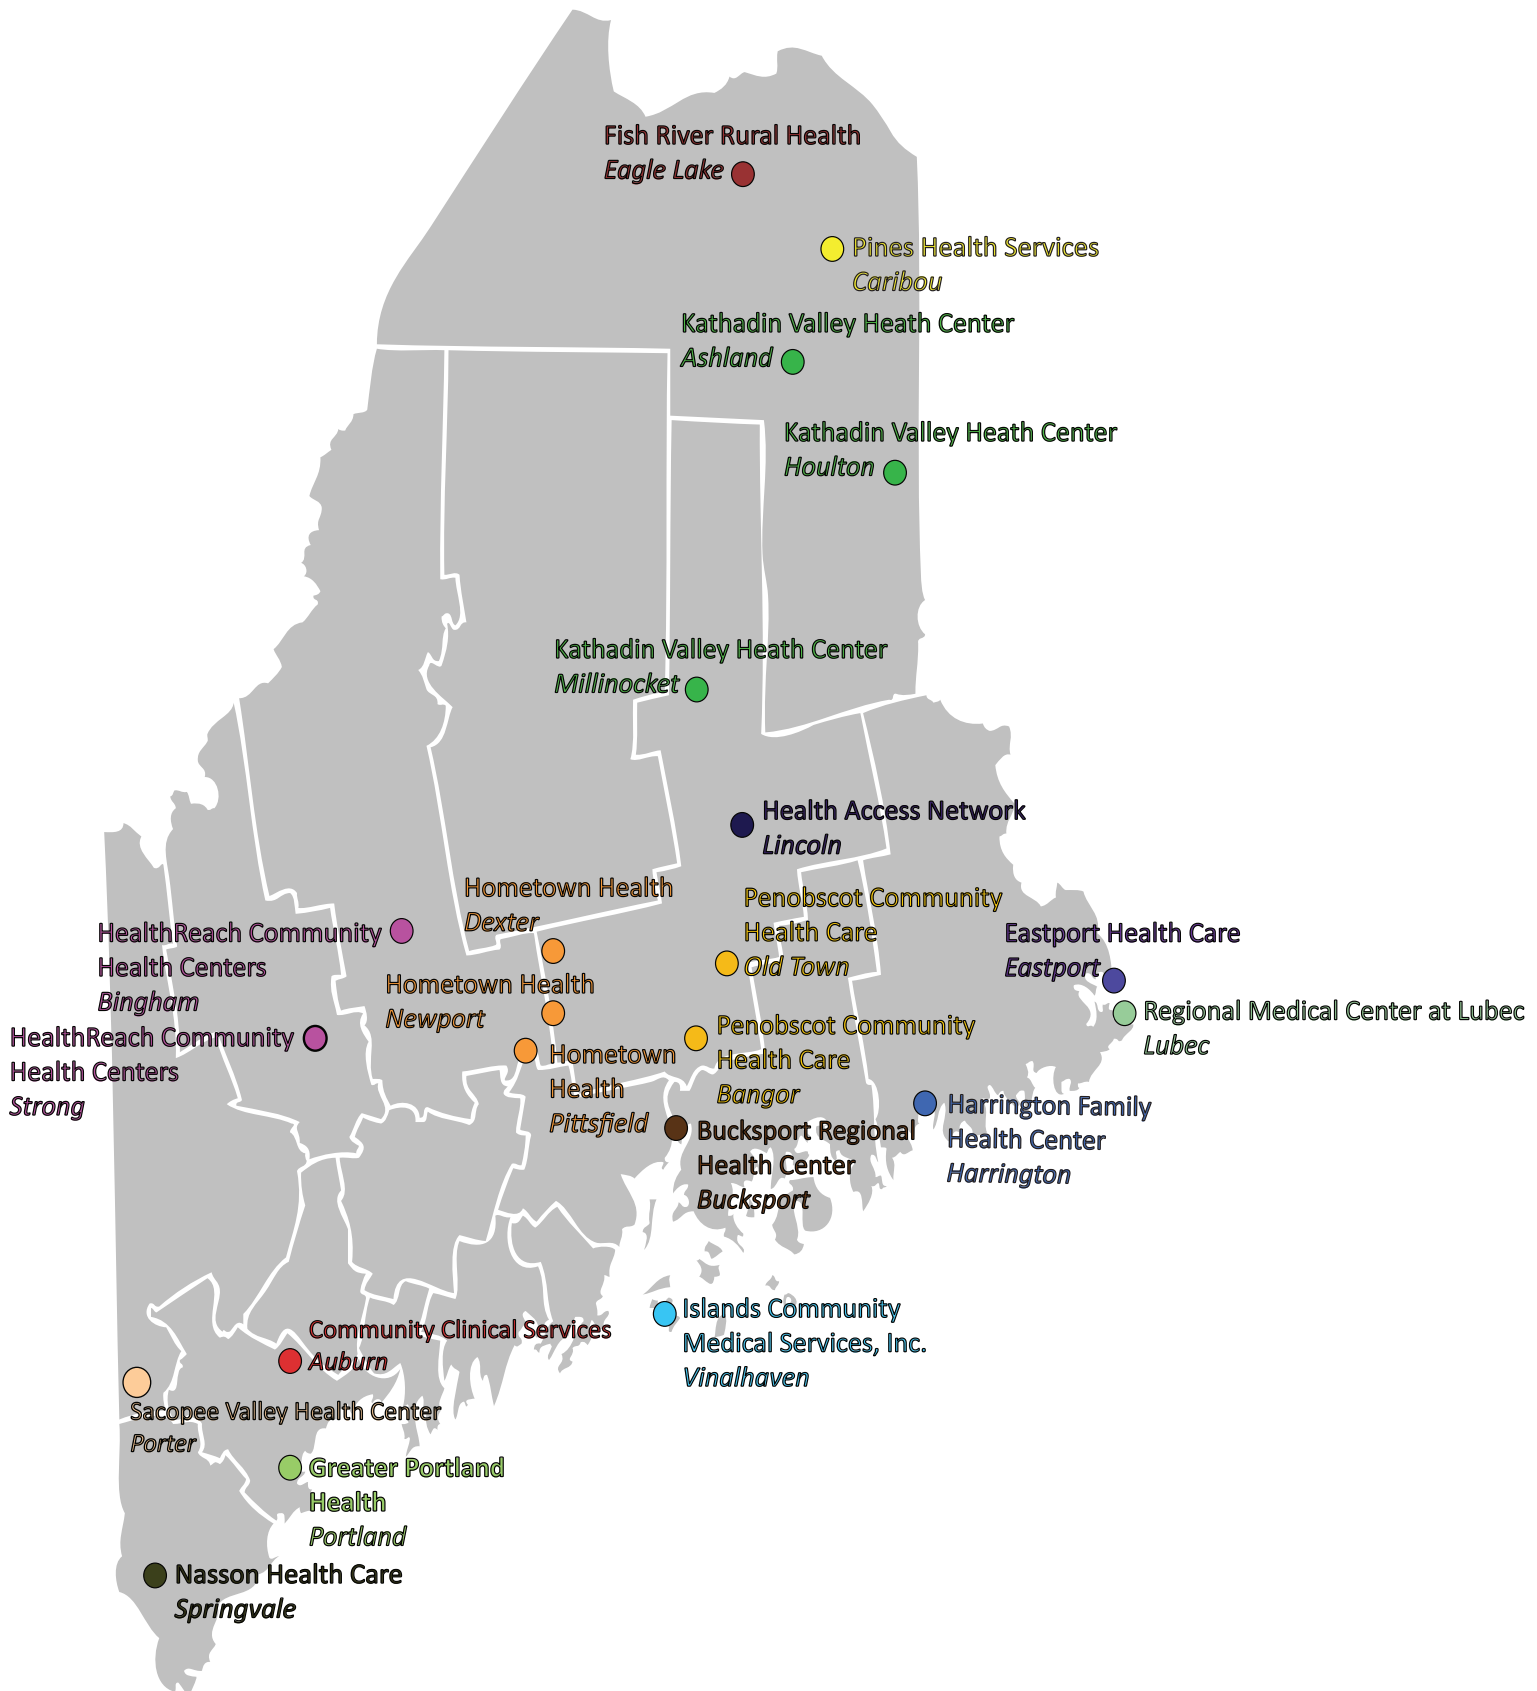 Fish River Rural Health
Eagle Lake
Pines Health Services
Caribou
Kathadin Valley Heath Center
Ashland
Kathadin Valley Heath Center
Houlton
Kathadin Valley Heath Center
Millinocket
Health Access Network
Lincoln
Hometown Health
Dexter
Penobscot Community
Health Care
Old Town
HealthReach Community
Health Centers
Bingham
Eastport Health Care
Eastport
Hometown Health
Newport
Regional Medical Center at Lubec
Lubec
HealthReach Community
Health Centers
Strong
Hometown
Health
Pittsfield
Penobscot Community
Health Care
Bangor
Harrington Family
Health Center
Harrington
Bucksport Regional
Health Center
Bucksport
Islands Community
Medical Services, Inc.
Vinalhaven
Community Clinical Services
Auburn
Sacopee Valley Health Center
Porter
Greater Portland
Health
Portland
Nasson Health Care
Springvale